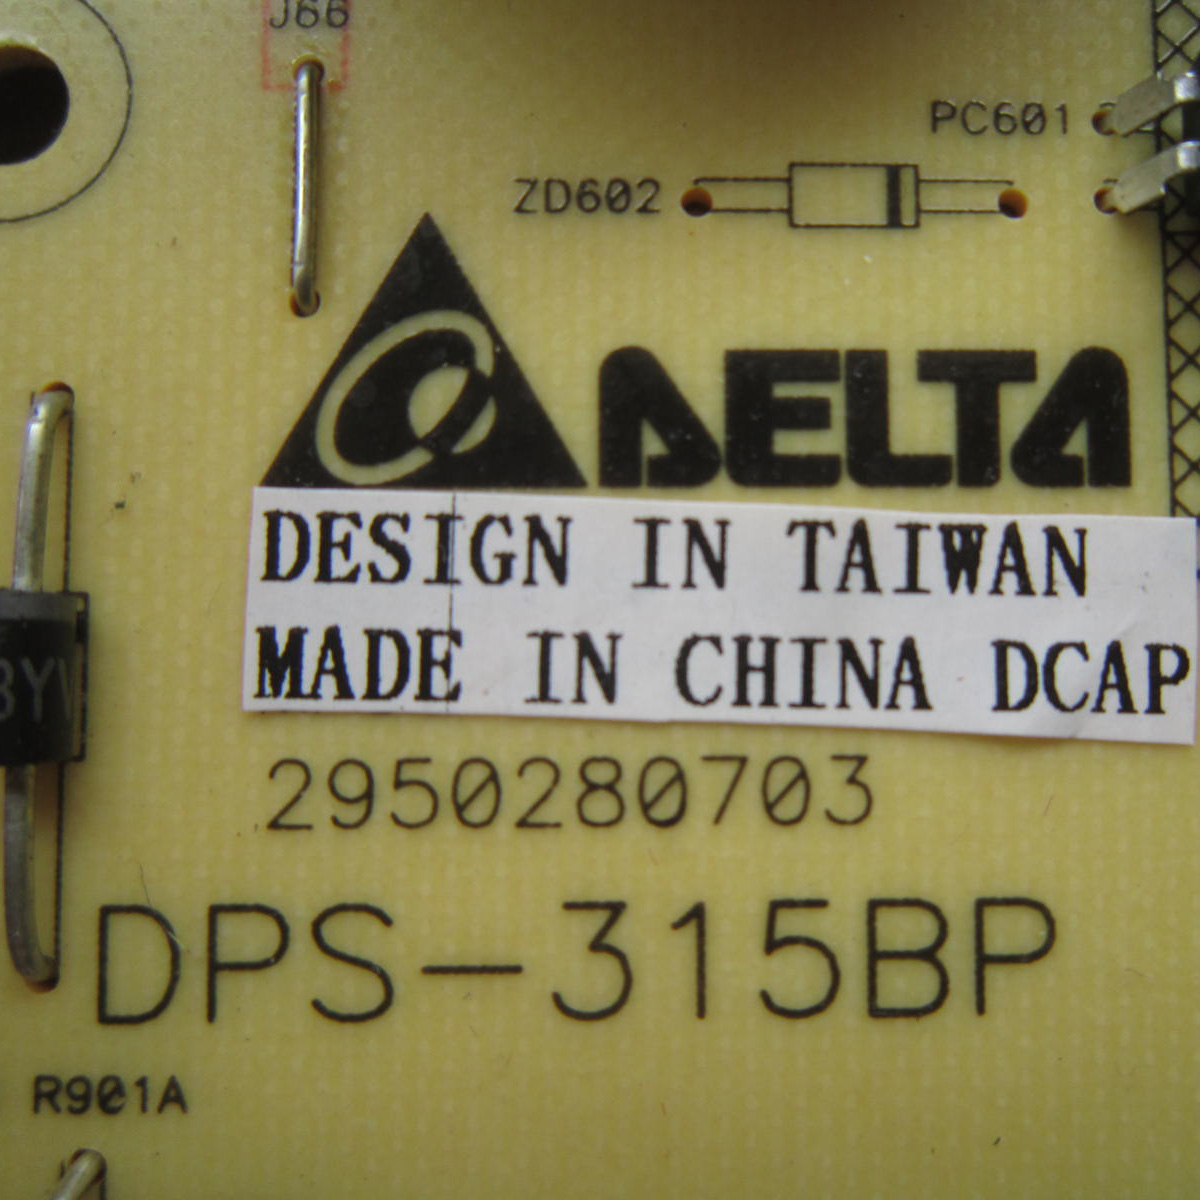 J66
PC601
ZD602
DELTA
DESIGN IN TAIWAN
MADE IN CHINA DCAP
2950280703
DPS-315BP
R901A